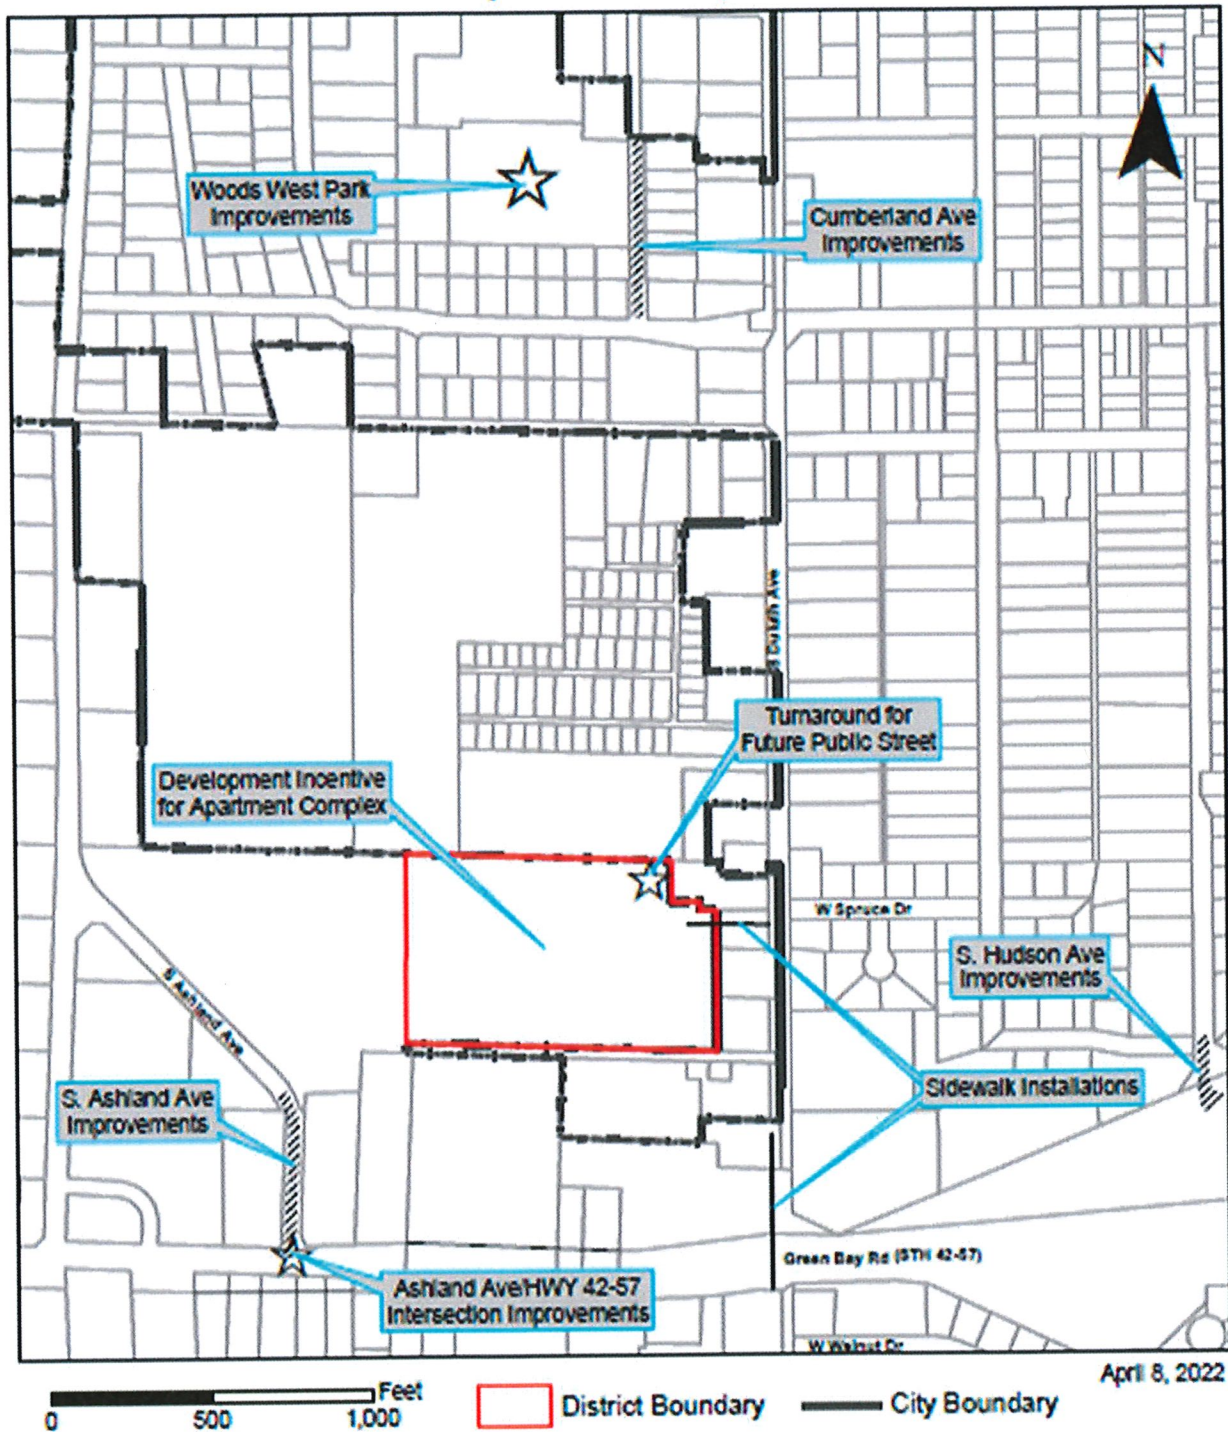 N
Woods West Park
Improvements
Cumberland Ave
Improvements
S Duluth Ave
Turnaround for
Future Public Street
Development Incentive
for Apartment Complex
W Spruce Dr
S. Hudson Ave
Improvements
S Ashland Ave
S. Ashland Ave
Improvements
Sidewalk Installations
Green Bay Rd (STH 42-57)
Ashland Ave/HWY 42-57
Intersection Improvements
W Walnut Dr
April 8, 2022
Feet
0 500 1,000
District Boundary
City Boundary